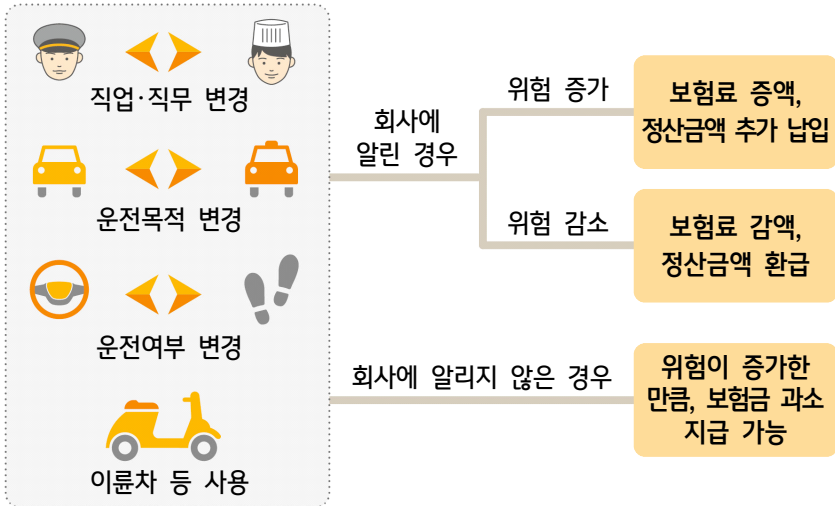 직업·직무 변경
운전목적 변경
운전여부 변경
이륜차 등 사용
회사에
알린 경우
위험 증가
보험료 증액,
정산금액 추가 납입
위험 감소
보험료 감액,
정산금액 환급
회사에 알리지 않은 경우
위험이 증가한
만큼, 보험금 과소
지급 가능